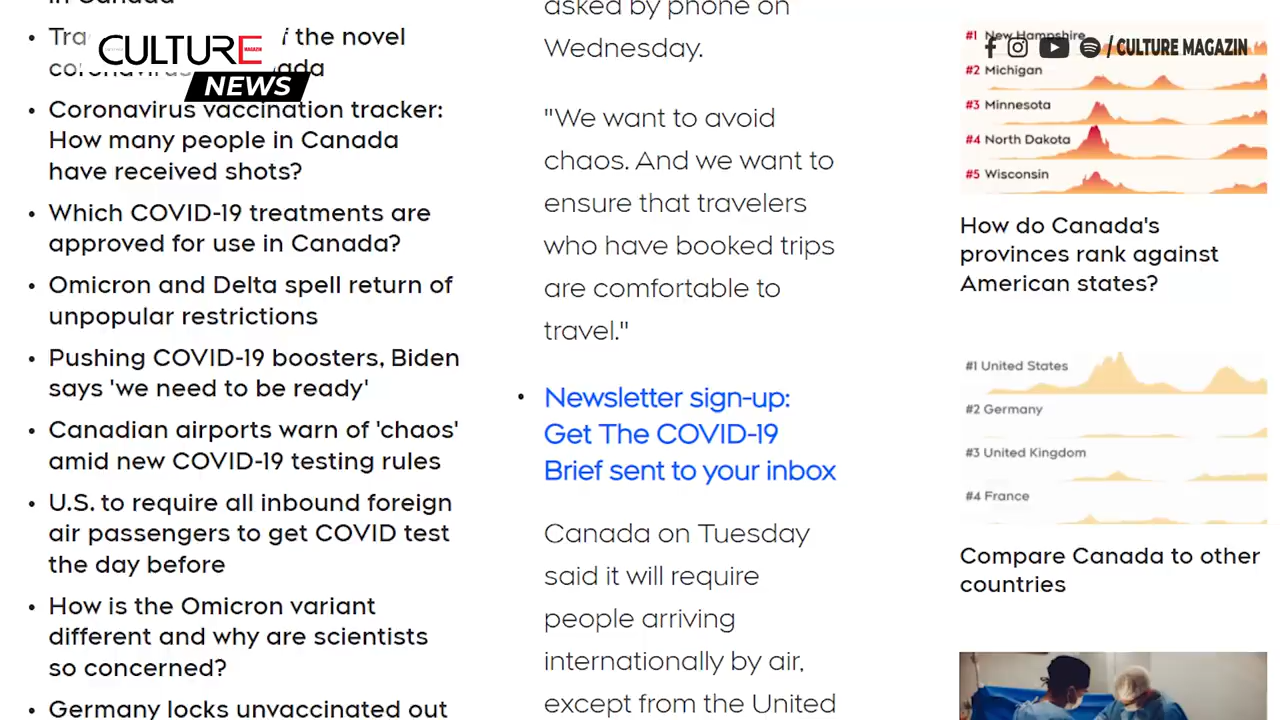 CULTURE
MAGAZIN
NEWS
/ CULTURE MAGAZIN
in Canada
the novel
Coronavirus vaccination tracker:
How many people in Canada
have received shots?
• Which COVID-19 treatments are
approved for use in Canada?
• Omicron and Delta spell return of
unpopular restrictions
• Pushing COVID-19 boosters, Biden
says 'we need to be ready'
• Canadian airports warn of 'chaos'
amid new COVID-19 testing rules
• U.S. to require all inbound foreign
air passengers to get COVID test
the day before
• How is the Omicron variant
different and why are scientists
so concerned?
• Germany locks unvaccinated out
asked by phone on
Wednesday.
"We want to avoid
chaos. And we want to
ensure that travelers
who have booked trips
are comfortable to
travel."
• Newsletter sign-up:
Get The COVID-19
Brief sent to your inbox
Canada on Tuesday
said it will require
people arriving
internationally by air,
except from the United
#1 New Hampshire
#2 Michigan
#3 Minnesota
#4 North Dakota
#5 Wisconsin
How do Canada's
provinces rank against
American states?
#1 United States
#2 Germany
#3 United Kingdom
#4 France
Compare Canada to other
countries